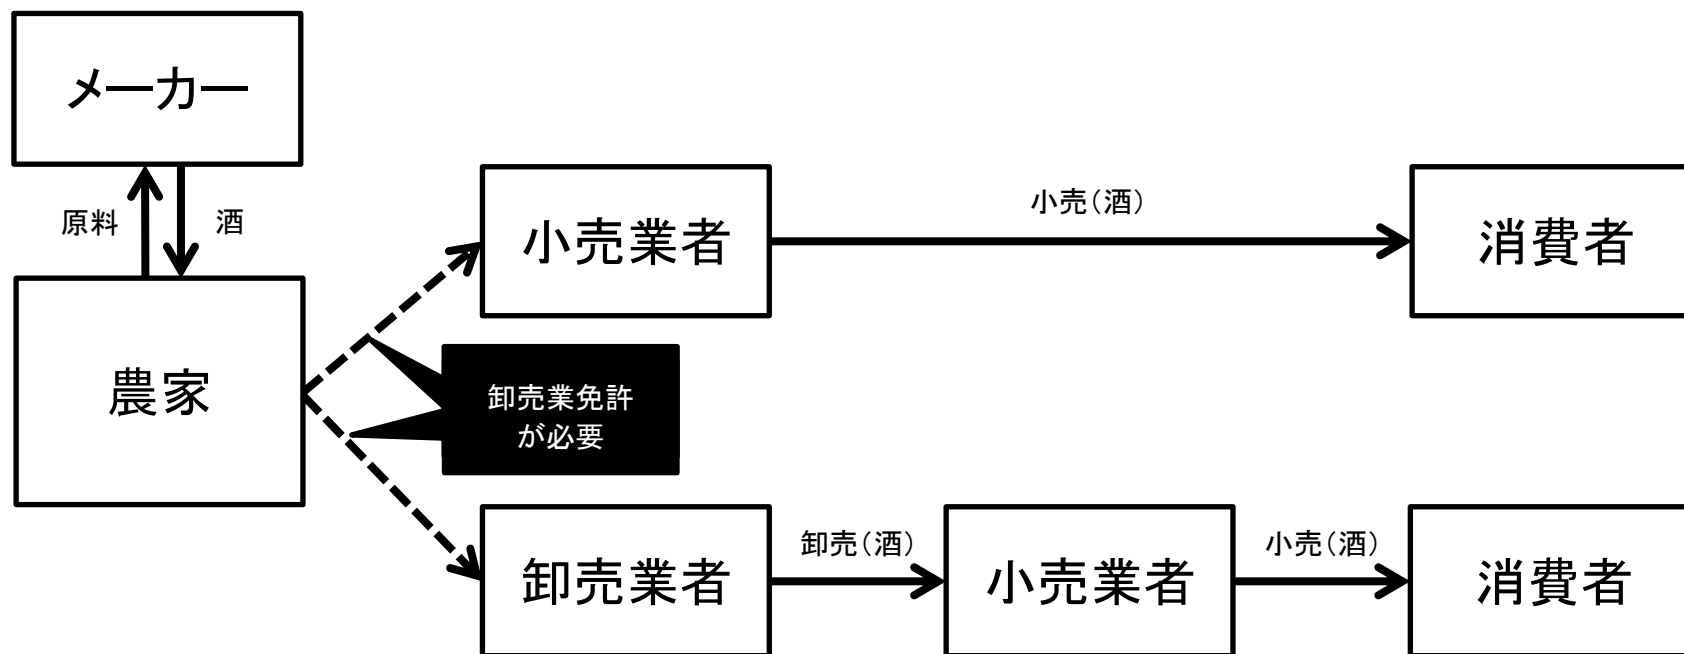 メーカー
原料
酒
農家
小売業者
小売（酒）
消費者
卸売業免許
が必要
卸売業者
卸売（酒）
小売業者
小売（酒）
消費者